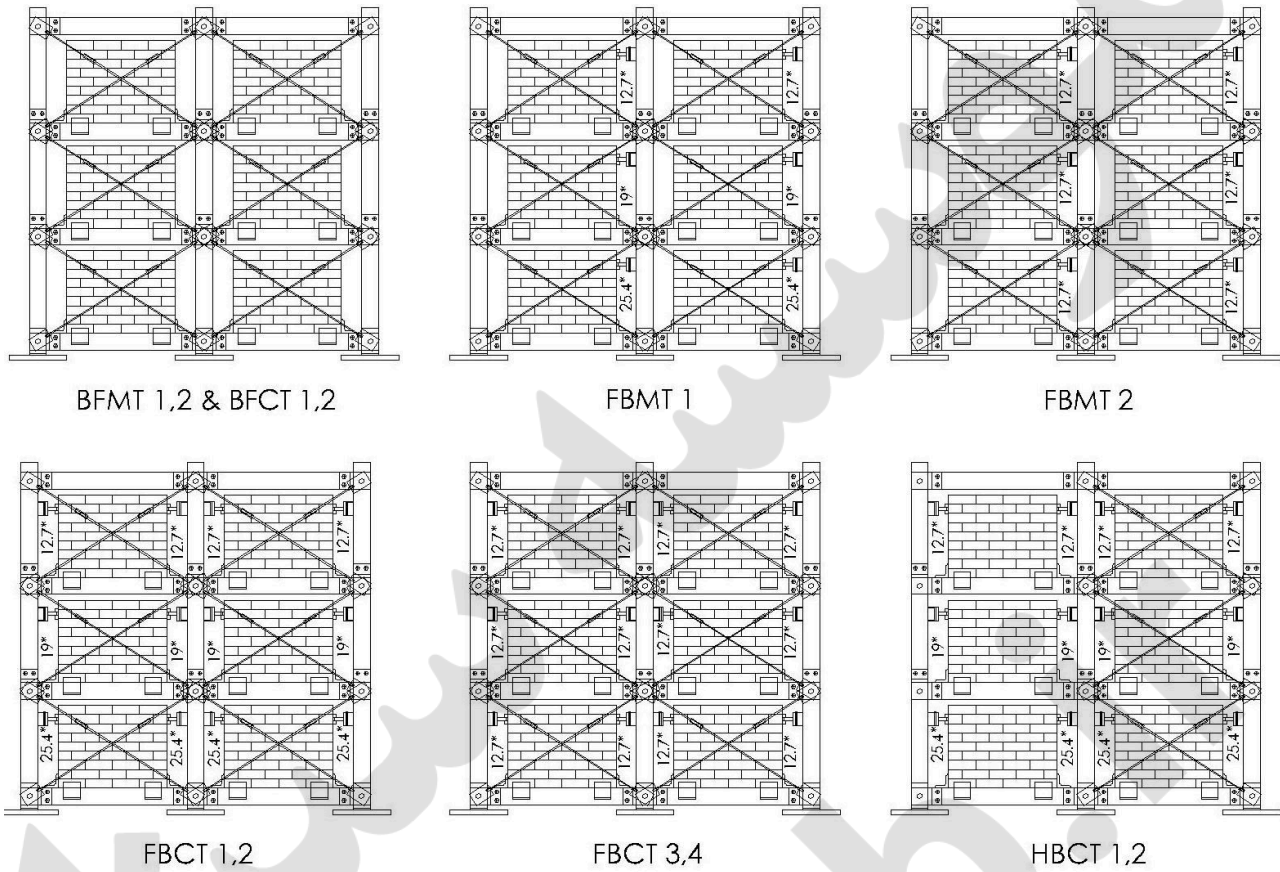 12.7* 12.7*
19* 19*
25.4* 25.4*
12.7* 12.7*
12.7* 12.7*
12.7* 12.7*
BFMT 1,2 & BFCT 1,2
FBMT 1
FBMT 2
12.7* 12.7* 12.7* 12.7*
19* 19* 19* 19*
25.4* 25.4* 25.4* 25.4*
12.7* 12.7* 12.7* 12.7*
12.7* 12.7* 12.7* 12.7*
12.7* 12.7* 12.7* 12.7*
12.7* 12.7* 12.7* 12.7*
19* 19* 19* 19*
25.4* 25.4* 25.4* 25.4*
FBCT 1,2
FBCT 3,4
HBCT 1,2